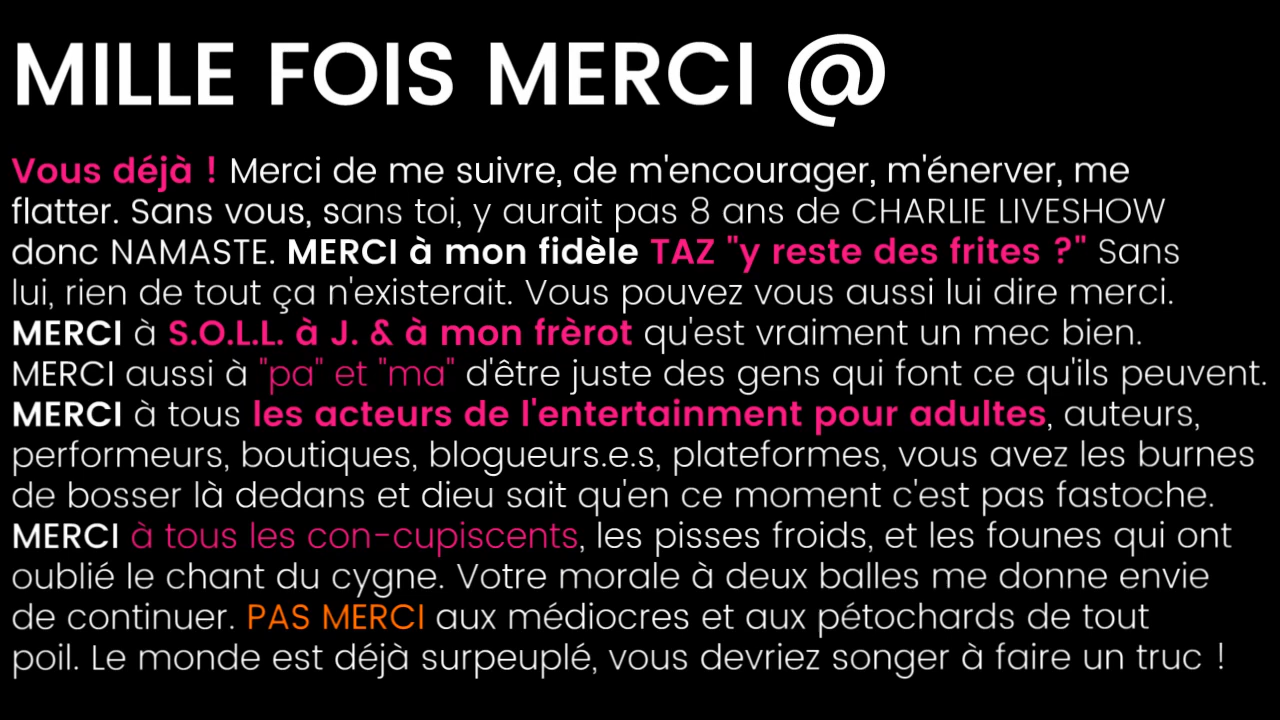 MILLE FOIS MERCI @
Vous déjà ! Merci de me suivre, de m'encourager, m'énerver, me
flatter. Sans vous, sans toi, y aurait pas 8 ans de CHARLIE LIVESHOW
donc NAMASTE. MERCI à mon fidèle TAZ "y reste des frites ?" Sans
lui, rien de tout ça n'existerait. Vous pouvez vous aussi lui dire merci.
MERCI à S.O.L.L. à J. & à mon frèrot qu'est vraiment un mec bien.
MERCI aussi à "pa" et "ma" d'être juste des gens qui font ce qu'ils peuvent.
MERCI à tous les acteurs de l'entertainment pour adultes, auteurs,
performeurs, boutiques, blogueurs.e.s, plateformes, vous avez les burnes
de bosser là dedans et dieu sait qu'en ce moment c'est pas fastoche.
MERCI à tous les con-cupiscents, les pisses froids, et les founes qui ont
oublié le chant du cygne. Votre morale à deux balles me donne envie
de continuer. PAS MERCI aux médiocres et aux pétochards de tout
poil. Le monde est déjà surpeuplé, vous devriez songer à faire un truc !